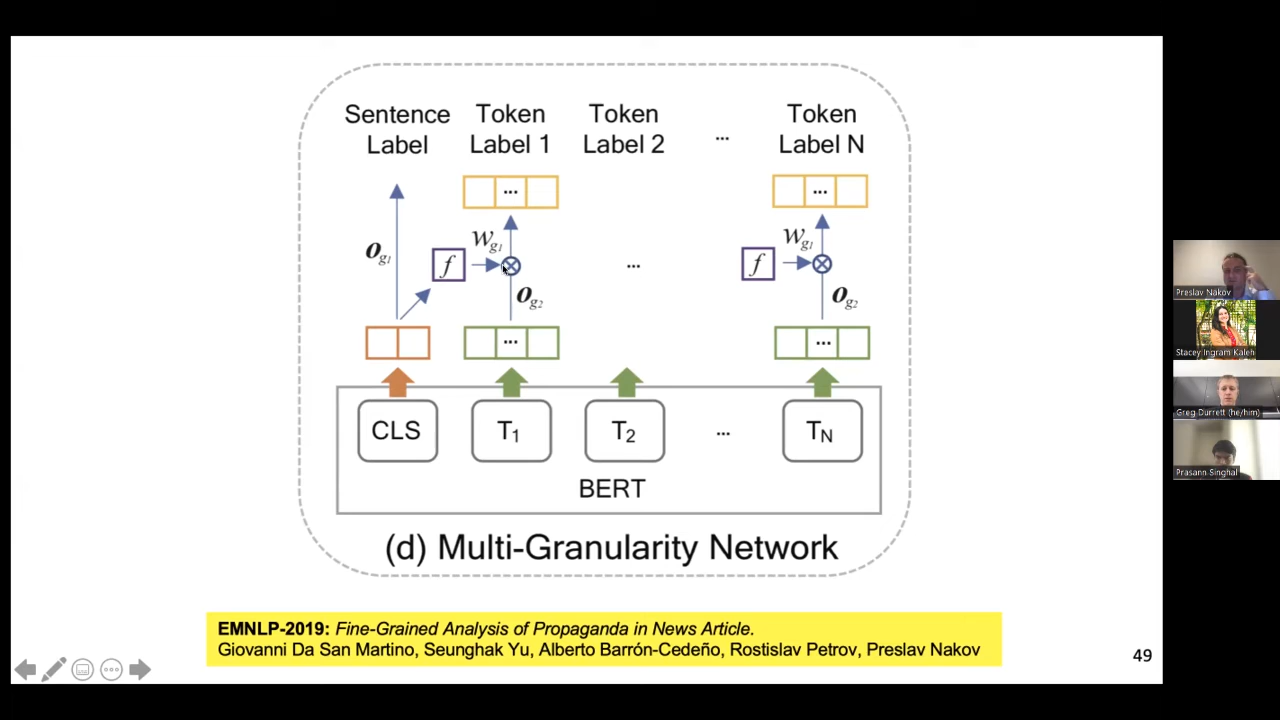 Sentence Label
Token Label 1
Token Label 2
...
Token Label N
o_g1
f
w_g1
...
o_g2
...
f
w_g1
o_g2
...
...
CLS
T1
T2
...
TN
BERT
(d) Multi-Granularity Network
EMNLP-2019: Fine-Grained Analysis of Propaganda in News Article.
Giovanni Da San Martino, Seunghak Yu, Alberto Barrón-Cedeño, Rostislav Petrov, Preslav Nakov
49
Preslav Nakov
Stacey Ingram Kaleh
Greg Durrett (he/him)
Prasann Singhal